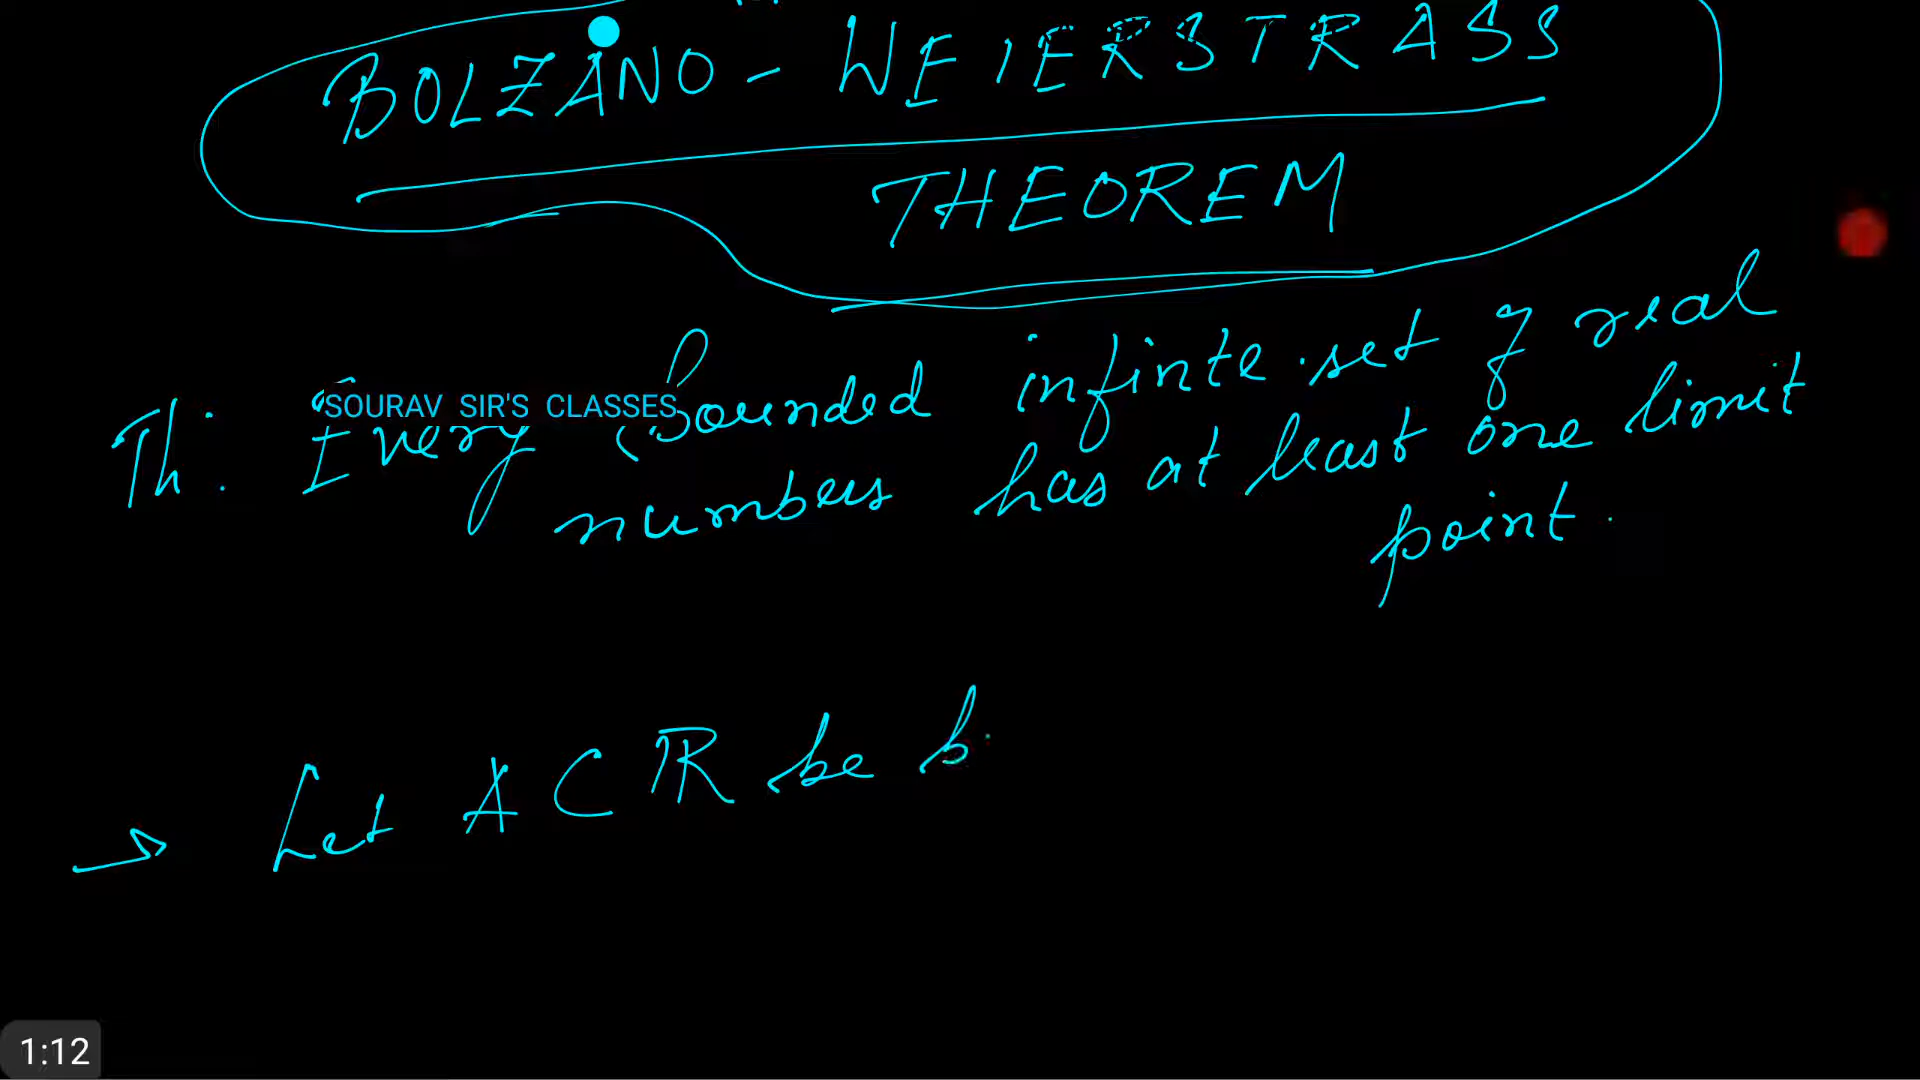 BOLZANO - WEIERSTRASS
THEOREM
Th: Every bounded infinte set of real
numbers has at least one limit
point.
SOURAV SIR'S CLASSES
→ Let A ⊂ ℝ be b
1:12